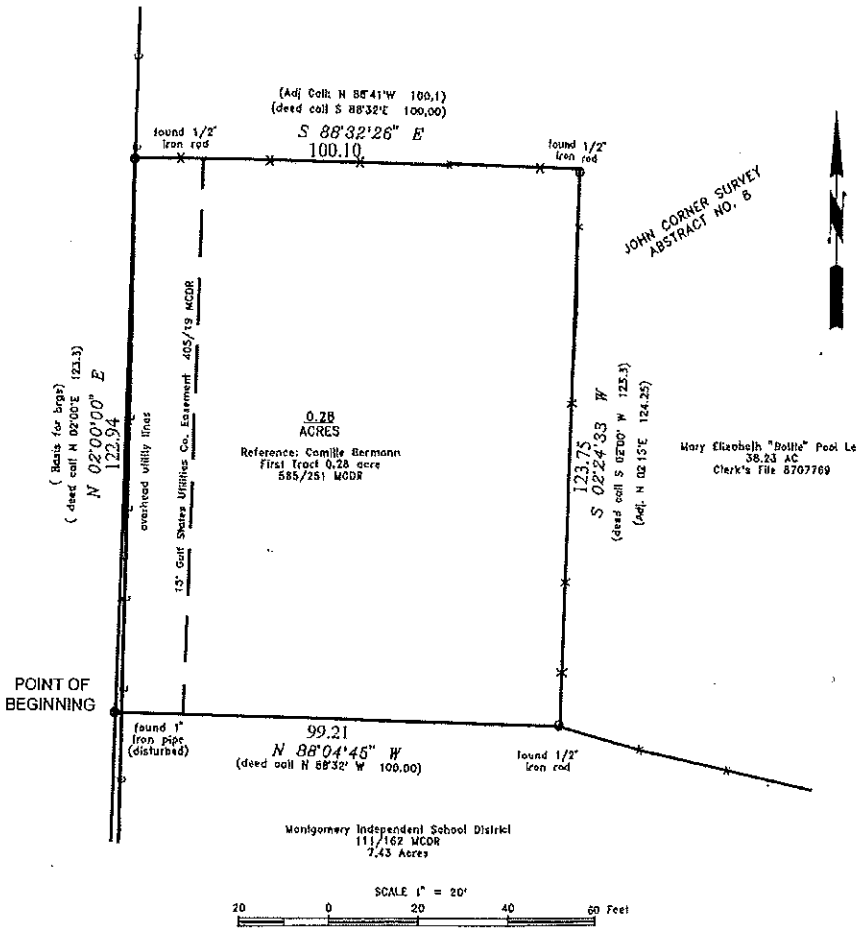 (Adj Call: N 88°41'W 100.1)
(deed call S 88°32'E 100.00)
S 88°32'26" E
100.10
found 1/2"
iron rod
found 1/2"
iron rod
JOHN CORNER SURVEY
ABSTRACT NO. 8
N
( Basis for brgs)
( deed call N 02°00'E 123.3)
N 02°00'00" E
122.94
overhead utility lines
15' Gulf States Utilities Co. Easement 405/19 MCDR
0.28
ACRES
Reference: Camille Bermann
First Tract 0.28 acre
585/251 MCDR
123.75
S 02°24'33 W
(deed call S 02°00' W 123.3)
(Adj. N 02°15'E 124.25)
Mary Elizabeth "Bollie" Pool Le
38.23 AC
Clerk's File 8707769
POINT OF
BEGINNING
found 1"
iron pipe
(disturbed)
99.21
N 88°04'45" W
(deed call N 88°32' W 100.00)
found 1/2"
iron rod
Montgomery Independent School District
111/162 MCDR
7.43 Acres
SCALE 1" = 20'
20 0 20 40 60 Feet